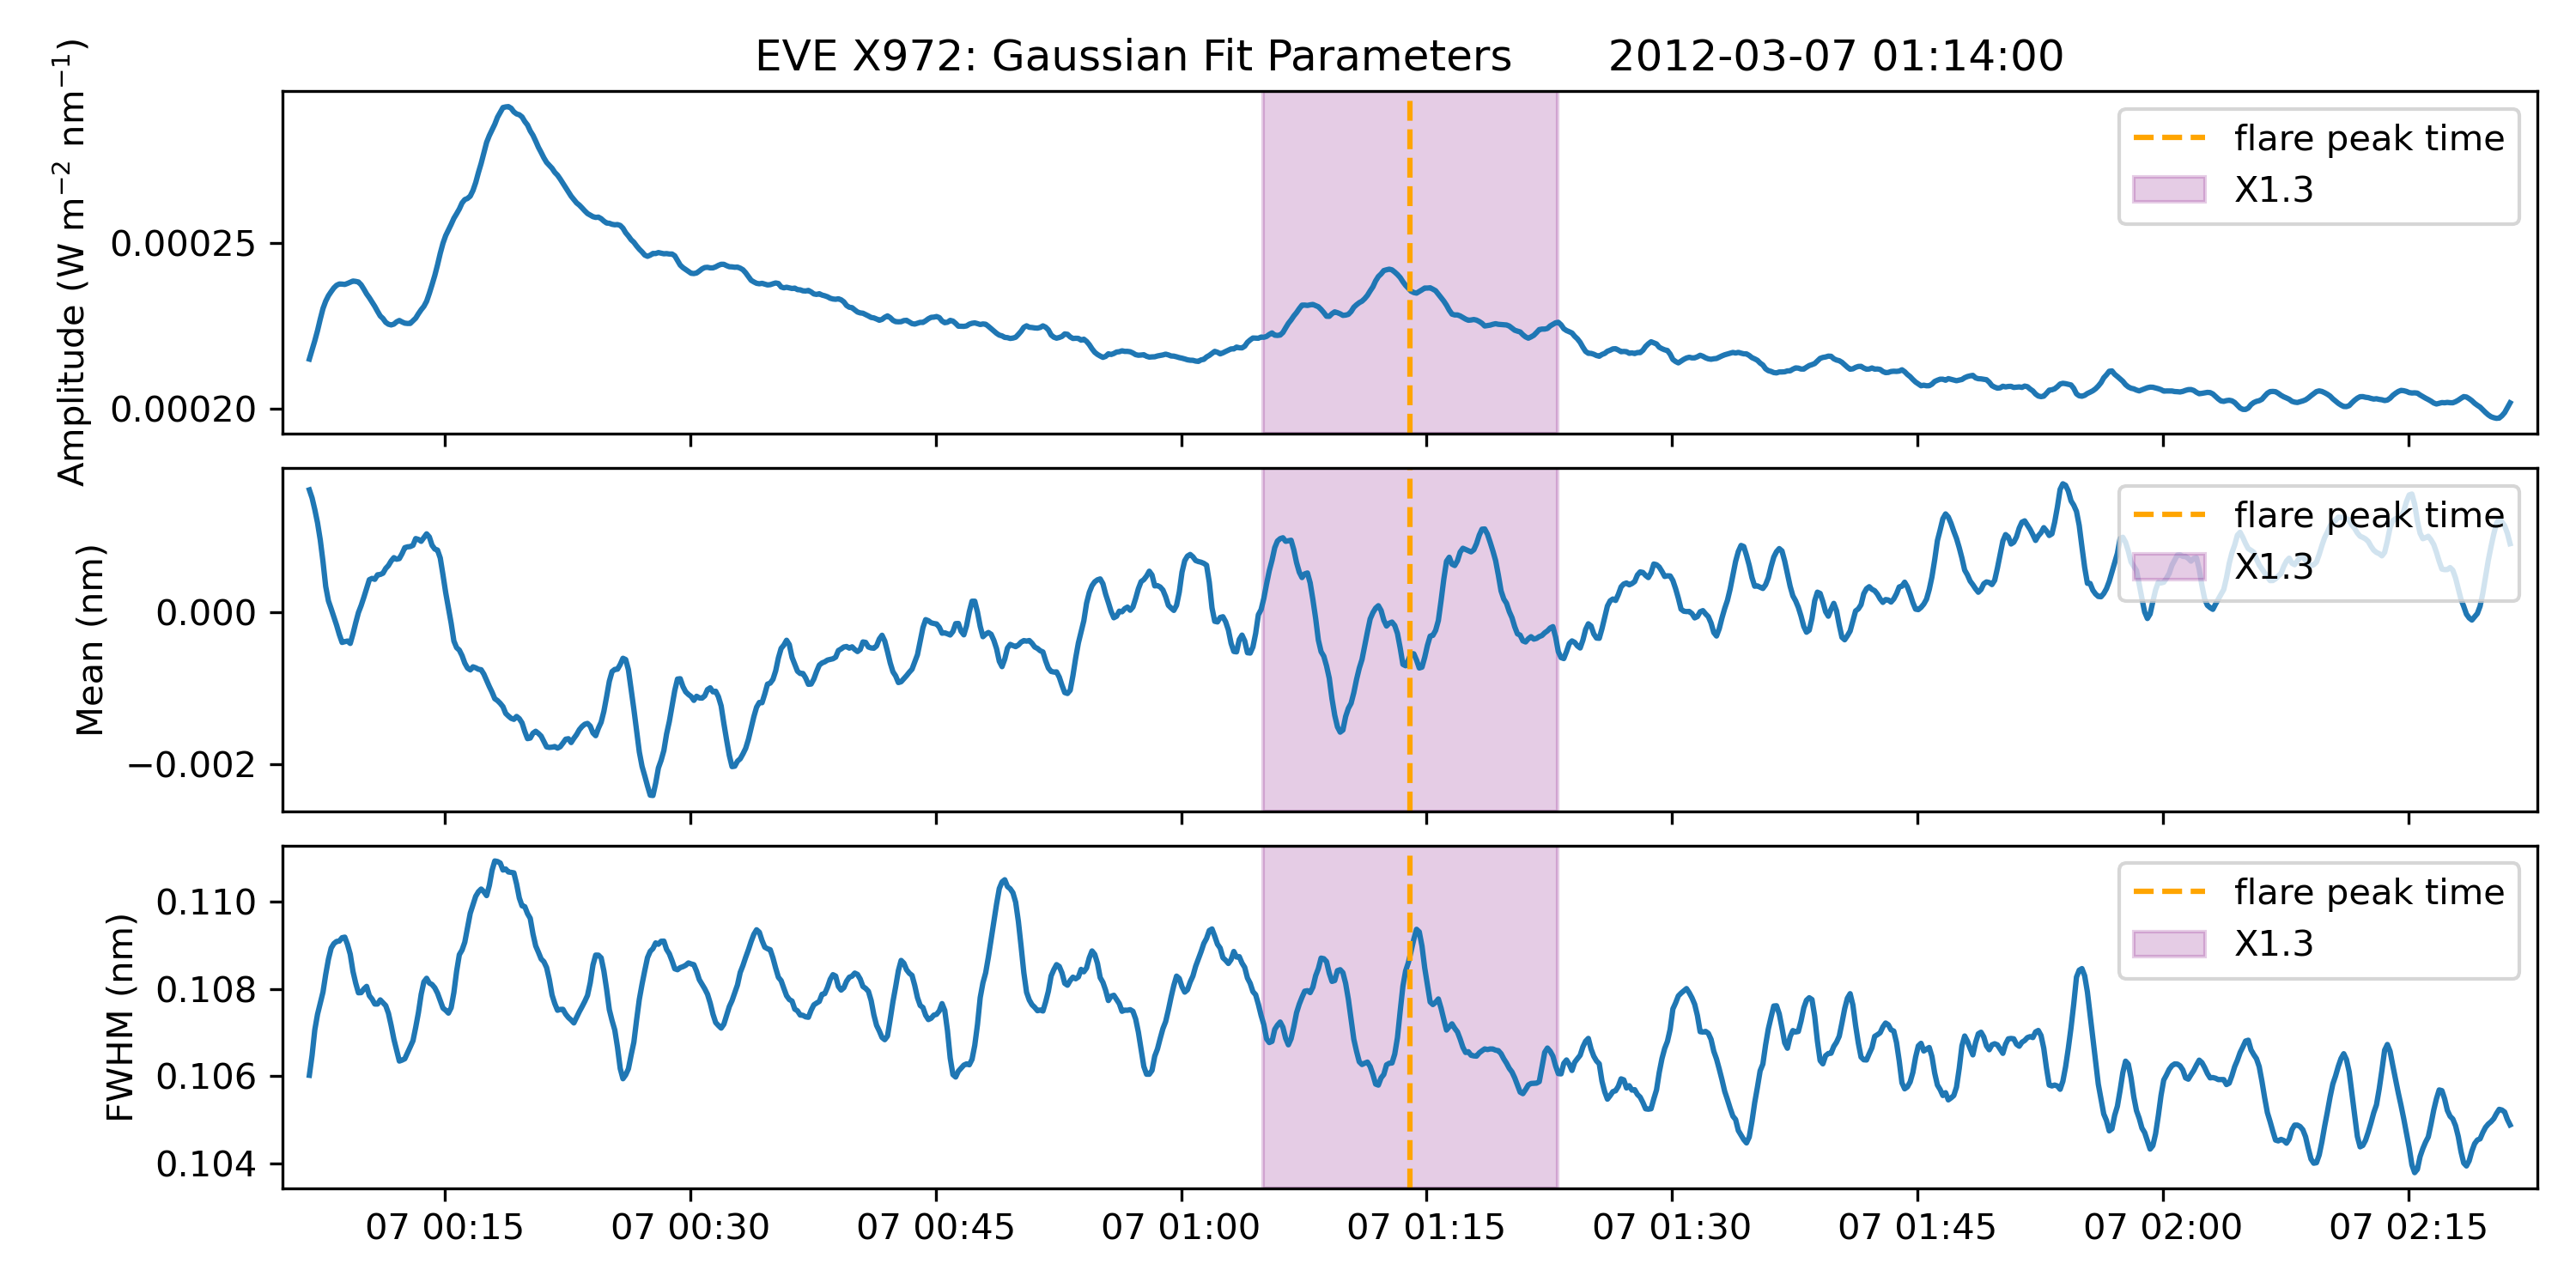 EVE X972: Gaussian Fit Parameters 2012-03-07 01:14:00
Amplitude (W m⁻² nm⁻¹)
0.00025
0.00020
flare peak time
X1.3
Mean (nm)
0.000
−0.002
flare peak time
X1.3
FWHM (nm)
0.110
0.108
0.106
0.104
flare peak time
X1.3
07 00:15 07 00:30 07 00:45 07 01:00 07 01:15 07 01:30 07 01:45 07 02:00 07 02:15